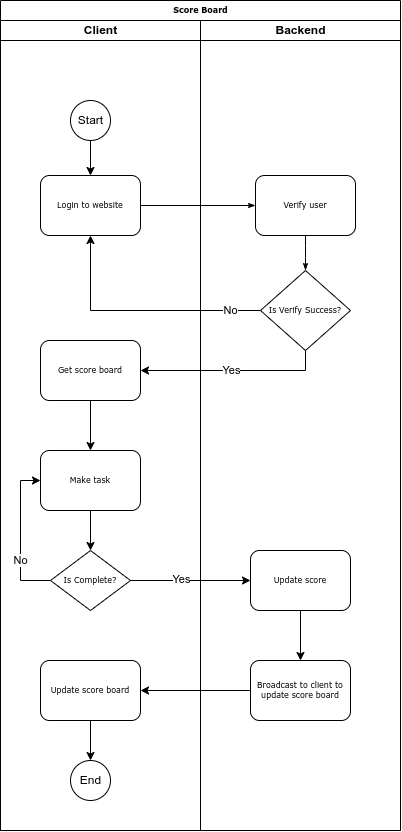 Score Board
Client
Backend
Start
Login to website
Verify user
Is Verify Success?
No
Get score board
Yes
Make task
No
Is Complete?
Yes
Update score
Update score board
Broadcast to client to
update score board
End